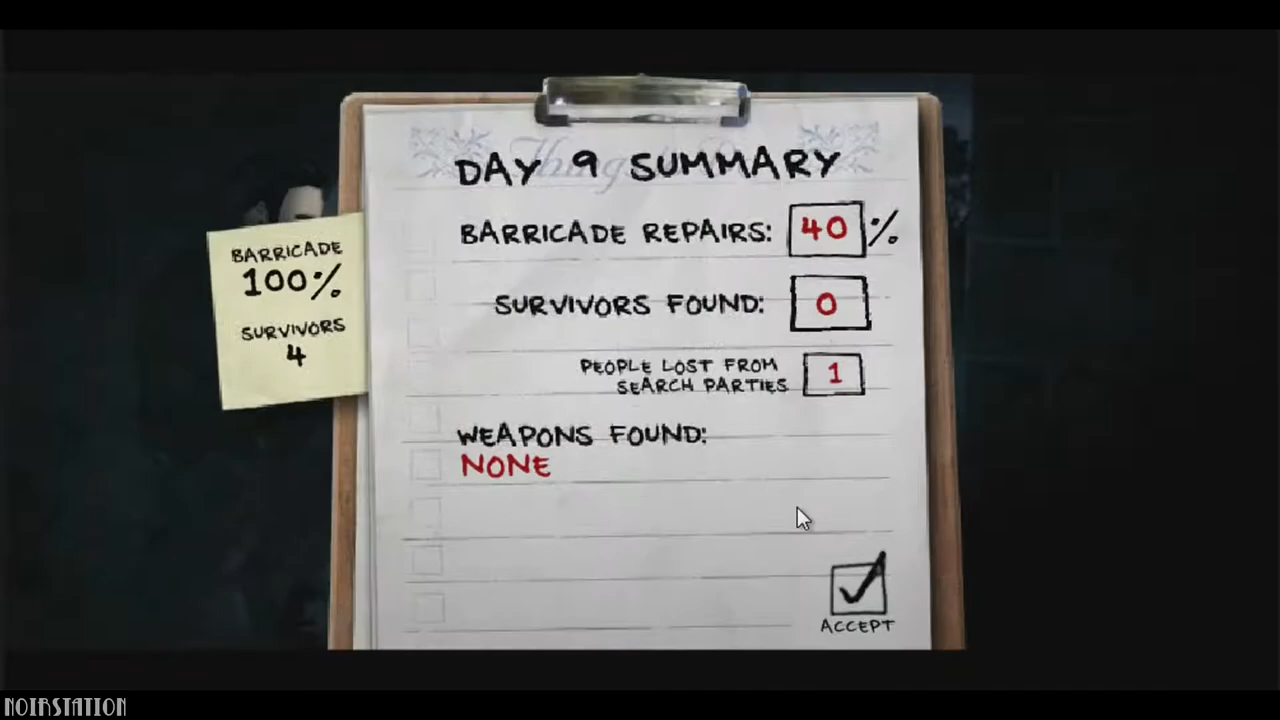 DAY 9 SUMMARY
BARRICADE REPAIRS: 40 %
SURVIVORS FOUND: 0
PEOPLE LOST FROM
SEARCH PARTIES 1
WEAPONS FOUND:
NONE
ACCEPT
BARRICADE
100%
SURVIVORS
4
NOIRSTATION